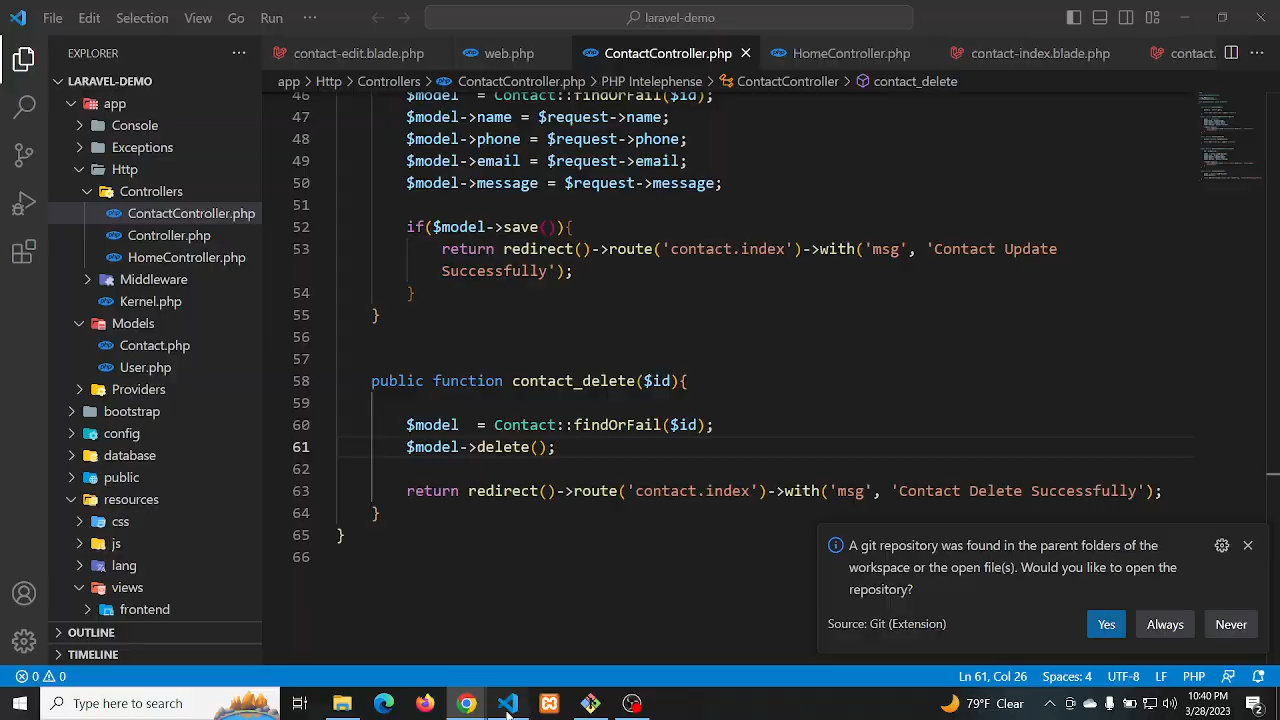 File Edit Selection View Go Run ··· laravel-demo
EXPLORER ··· contact-edit.blade.php web.php ContactController.php HomeController.php contact-index.blade.php contact. ···
LARAVEL-DEMO app > Http > Controllers > ContactController.php > PHP Intelephense > ContactController > contact_delete
app
Console
Exceptions
Http
Controllers
ContactController.php
Controller.php
HomeController.php
Middleware
Kernel.php
Models
Contact.php
User.php
Providers
bootstrap
config
database
public
resources
css
js
lang
views
frontend
OUTLINE
TIMELINE
46 $model  = Contact::findOrFail($id);
47 $model->name = $request->name;
48 $model->phone = $request->phone;
49 $model->email = $request->email;
50 $model->message = $request->message;
51
52 if($model->save()){
53 return redirect()->route('contact.index')->with('msg', 'Contact Update
Successfully');
54 }
55 }
56
57
58 public function contact_delete($id){
59
60 $model  = Contact::findOrFail($id);
61 $model->delete();
62
63 return redirect()->route('contact.index')->with('msg', 'Contact Delete Successfully');
64 }
65 }
66
A git repository was found in the parent folders of the
workspace or the open file(s). Would you like to open the
repository?
Source: Git (Extension) Yes Always Never
0 0 Ln 61, Col 26 Spaces: 4 UTF-8 LF PHP
Type here to search 79°F Clear 10:40 PM
3/28/2023 2